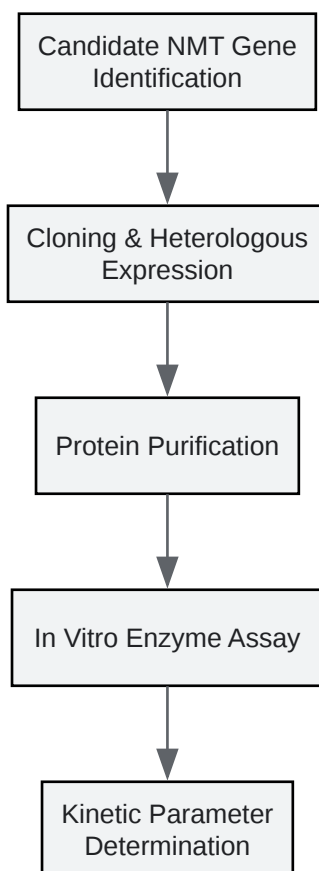 Candidate NMT Gene
Identification
Cloning & Heterologous
Expression
Protein Purification
In Vitro Enzyme Assay
Kinetic Parameter
Determination